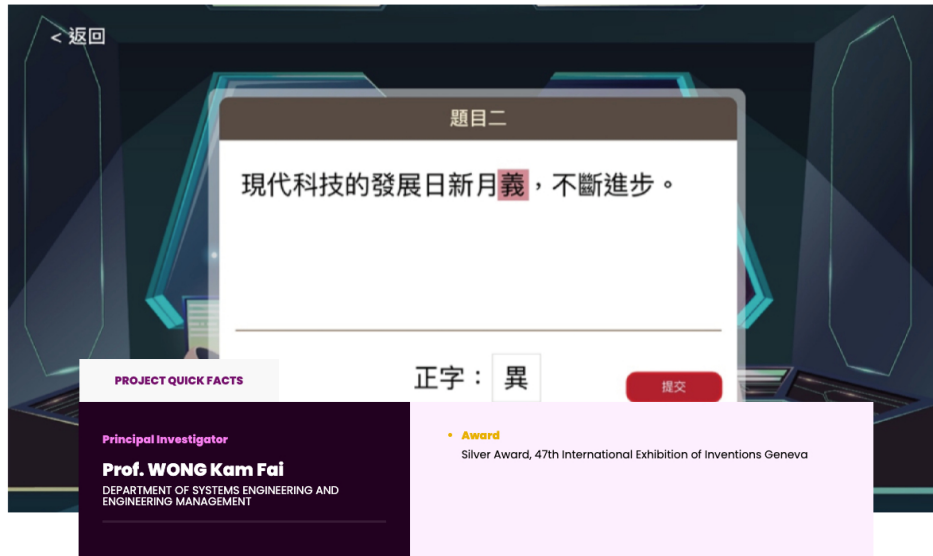 < 返回
題目二
現代科技的發展日新月義，不斷進步。
正字： 異
提交
PROJECT QUICK FACTS
Principal Investigator
Prof. WONG Kam Fai
DEPARTMENT OF SYSTEMS ENGINEERING AND
ENGINEERING MANAGEMENT
• Award
Silver Award, 47th International Exhibition of Inventions Geneva